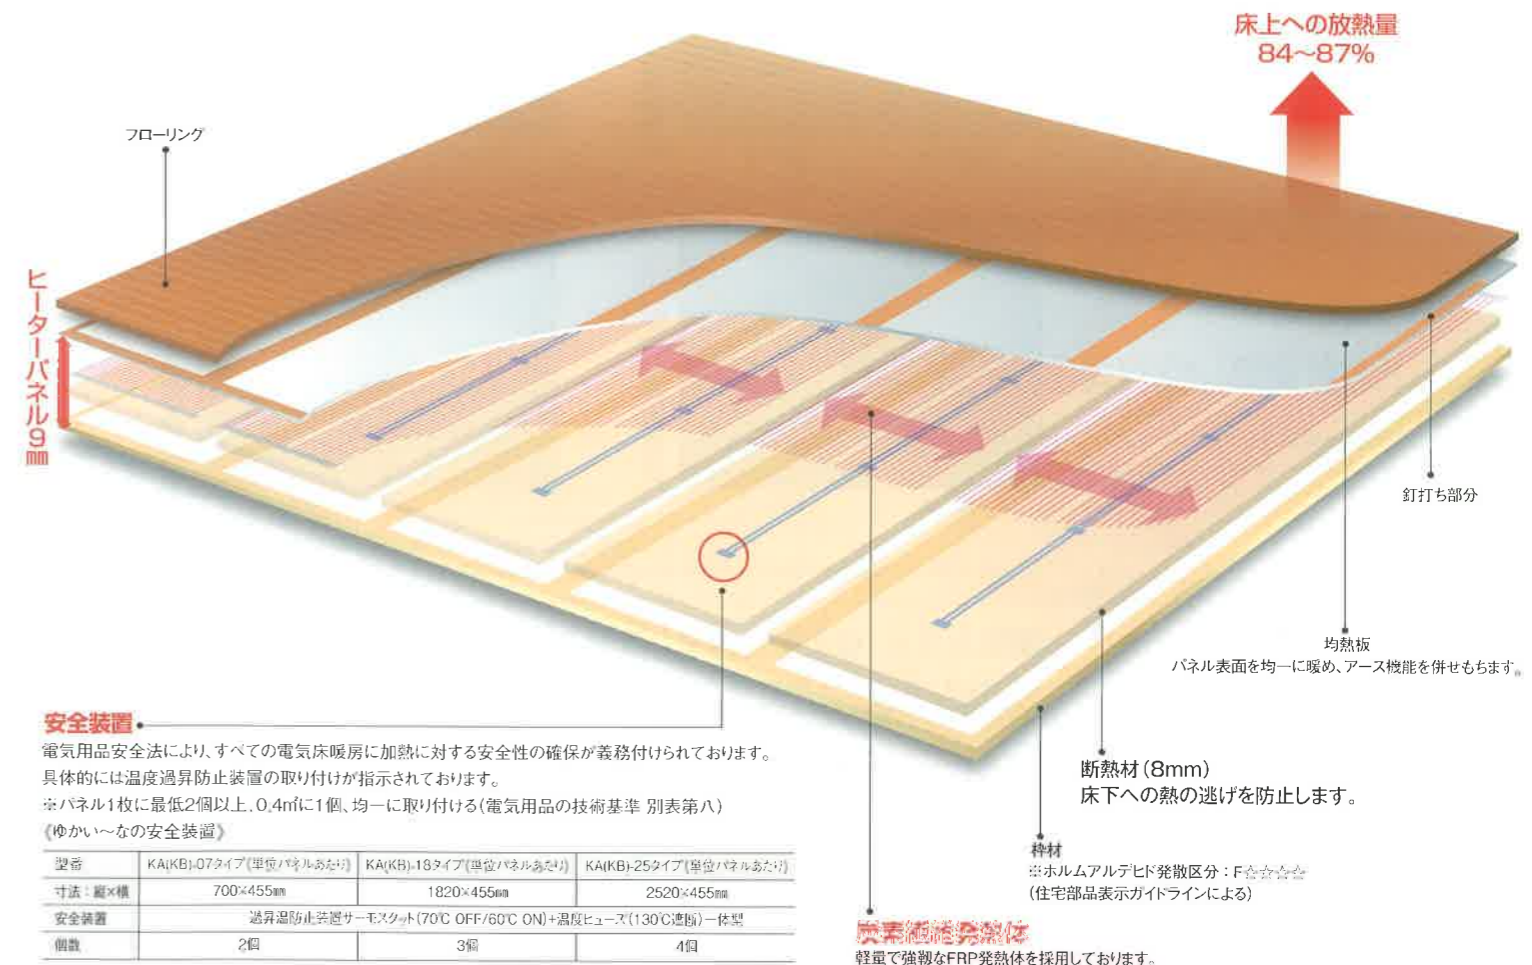 床上への放熱量
84〜87%
フローリング
ヒーターパネル9㎜
釘打ち部分
均熱板
パネル表面を均一に暖め、アース機能を併せもちます。
安全装置
電気用品安全法により、すべての電気床暖房に加熱に対する安全性の確保が義務付けられております。
具体的には温度過昇防止装置の取り付けが指示されております。
※パネル1枚に最低2個以上、0.4㎡に1個、均一に取り付ける(電気用品の技術基準 別表第八)
《ゆかい〜なの安全装置》
型番 KA(KB)-07タイプ(単位パネルあたり) KA(KB)-18タイプ(単位パネルあたり) KA(KB)-25タイプ(単位パネルあたり)
寸法:縦×横 700×455㎜ 1820×455㎜ 2520×455㎜
安全装置 過昇温防止装置サーモスタット(70℃ OFF/60℃ ON)+温度ヒューズ(130℃遮断)一体型
個数 2個 3個 4個
断熱材(8mm)
床下への熱の逃げを防止します。
枠材
※ホルムアルデヒド発散区分:F☆☆☆☆
(住宅部品表示ガイドラインによる)
炭素繊維発熱体
軽量で強靱なFRP発熱体を採用しております。